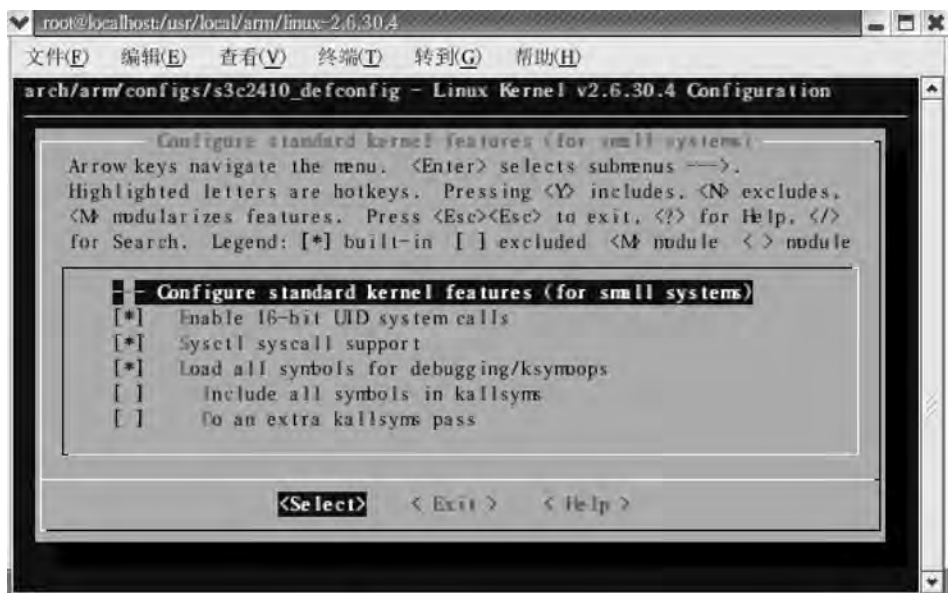 root@localhost:/usr/local/arm/linux-2.6.30.4
文件(F) 编辑(E) 查看(V) 终端(T) 转到(G) 帮助(H)
arch/arm/configs/s3c2410_defconfig - Linux Kernel v2.6.30.4 Configuration
Configure standard kernel features (for small systems)
Arrow keys navigate the menu. <Enter> selects submenus --->.
Highlighted letters are hotkeys. Pressing <Y> includes, <N> excludes,
<M> modularizes features. Press <Esc><Esc> to exit, <?> for Help, </>
for Search. Legend: [*] built-in [ ] excluded <M> module < > module
- - Configure standard kernel features (for small systems)
[*] Enable 16-bit UID system calls
[*] Sysctl syscall support
[*] Load all symbols for debugging/ksymoops
[ ] Include all symbols in kallsyms
[ ] Do an extra kallsyms pass
<Select> < Exit > < Help >